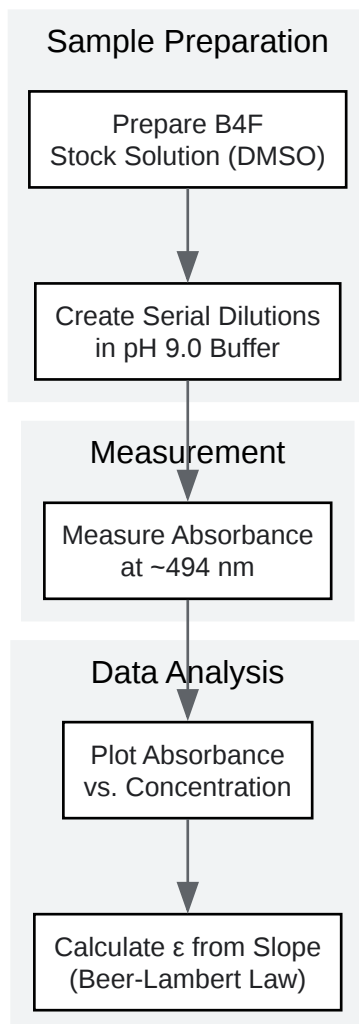 Sample Preparation
Prepare B4F
Stock Solution (DMSO)
Create Serial Dilutions
in pH 9.0 Buffer
Measurement
Measure Absorbance
at ~494 nm
Data Analysis
Plot Absorbance
vs. Concentration
Calculate ε from Slope
(Beer-Lambert Law)